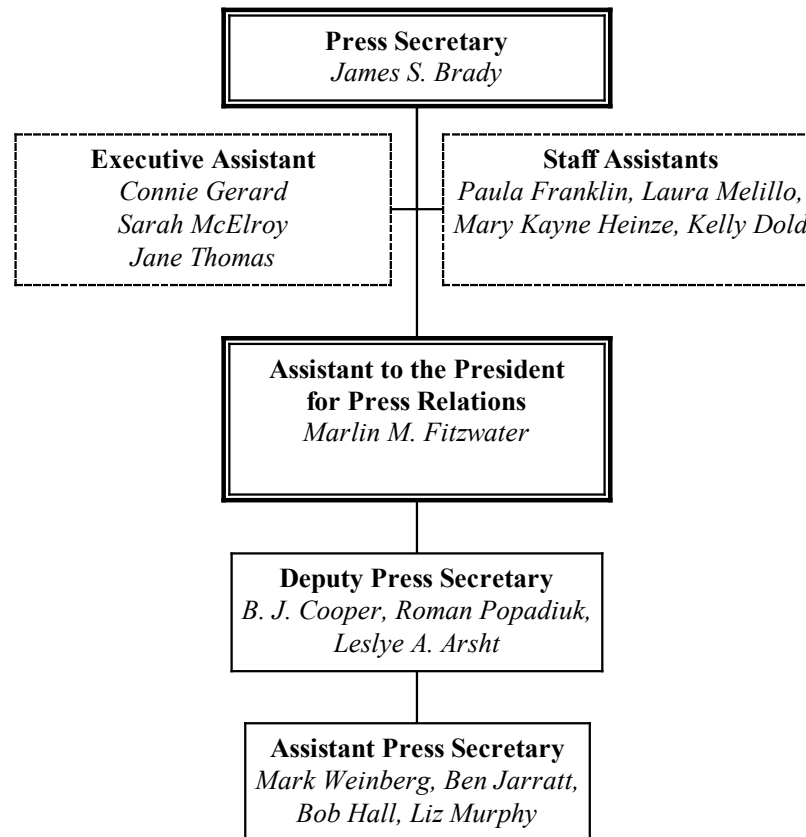 Press Secretary
James S. Brady
Executive Assistant
Connie Gerard
Sarah McElroy
Jane Thomas
Staff Assistants
Paula Franklin, Laura Melillo,
Mary Kayne Heinze, Kelly Dold
Assistant to the President
for Press Relations
Marlin M. Fitzwater
Deputy Press Secretary
B. J. Cooper, Roman Popadiuk,
Leslye A. Arsht
Assistant Press Secretary
Mark Weinberg, Ben Jarratt,
Bob Hall, Liz Murphy